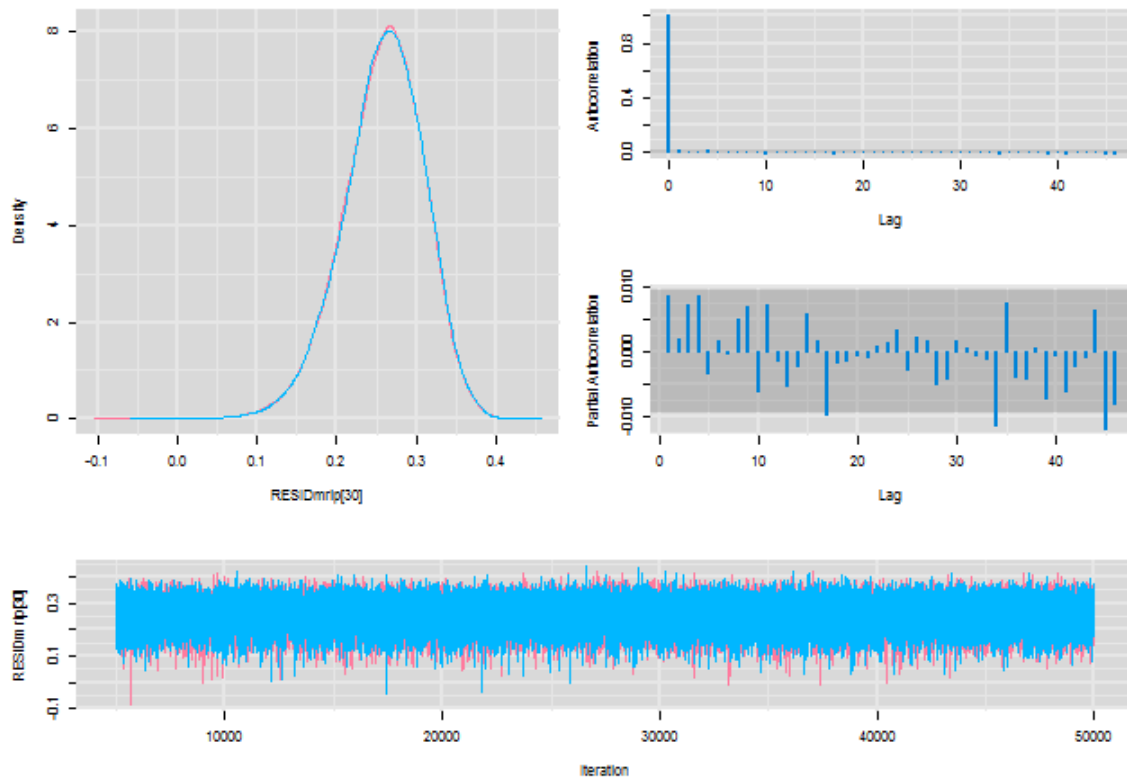 Density
0 2 4 6 8
-0.1 0.0 0.1 0.2 0.3 0.4
RESIDmrip[30]
Autocorrelation
0.0 0.4 0.8
0 10 20 30 40
Lag
Partial Autocorrelation
-0.010 0.000 0.010
0 10 20 30 40
Lag
RESIDmrip[30]
-0.1 0.1 0.3
10000 20000 30000 40000 50000
Iteration